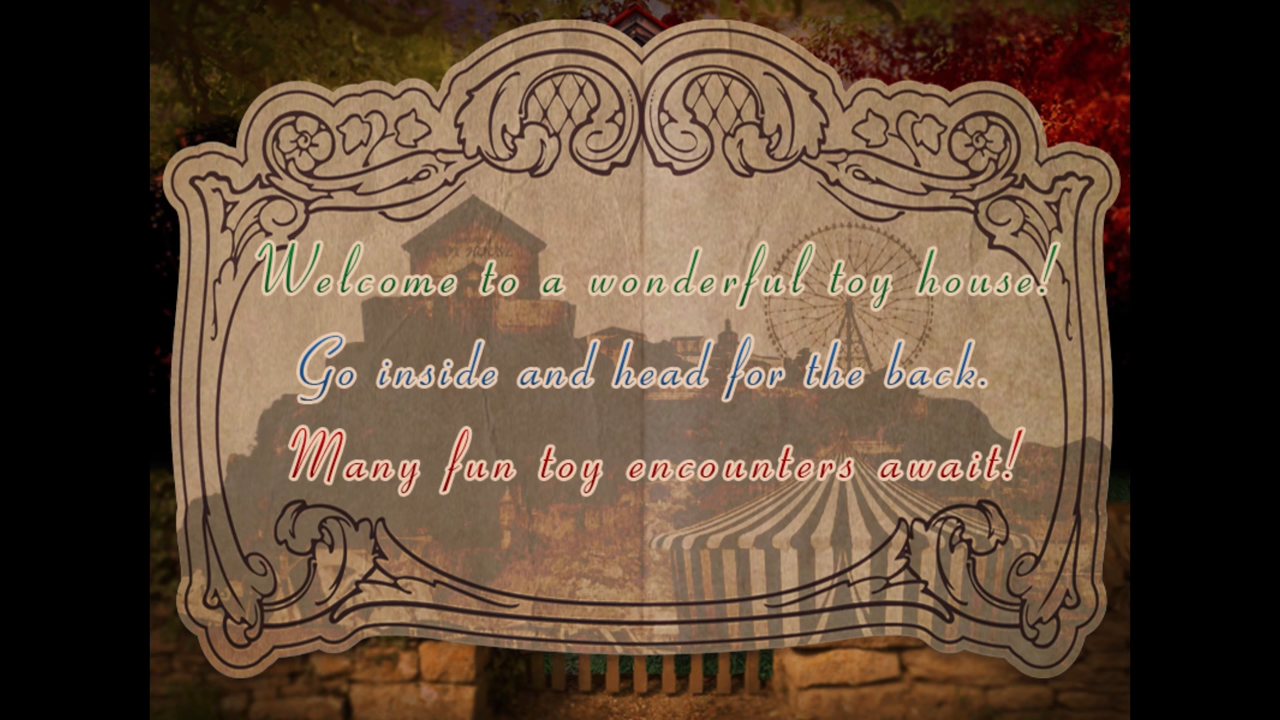 Welcome to a wonderful toy house!
Go inside and head for the back.
Many fun toy encounters await!